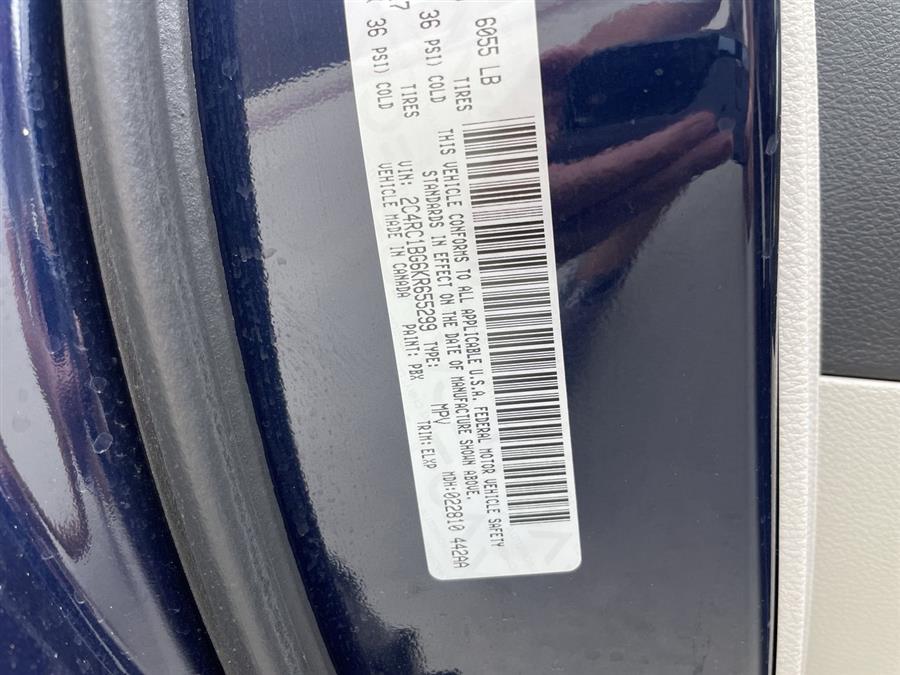 6055 LB
TIRES
36 PSI) COLD
TIRES
36 PSI) COLD
THIS VEHICLE CONFORMS TO ALL APPLICABLE U.S.A. FEDERAL MOTOR VEHICLE SAFETY
STANDARDS IN EFFECT ON THE DATE OF MANUFACTURE SHOWN ABOVE.
VIN: 2C4RC1BG6KR655299 TYPE: MPV MDH:022810 442AA
VEHICLE MADE IN CANADA PAINT: PBX TRIM: ELXP